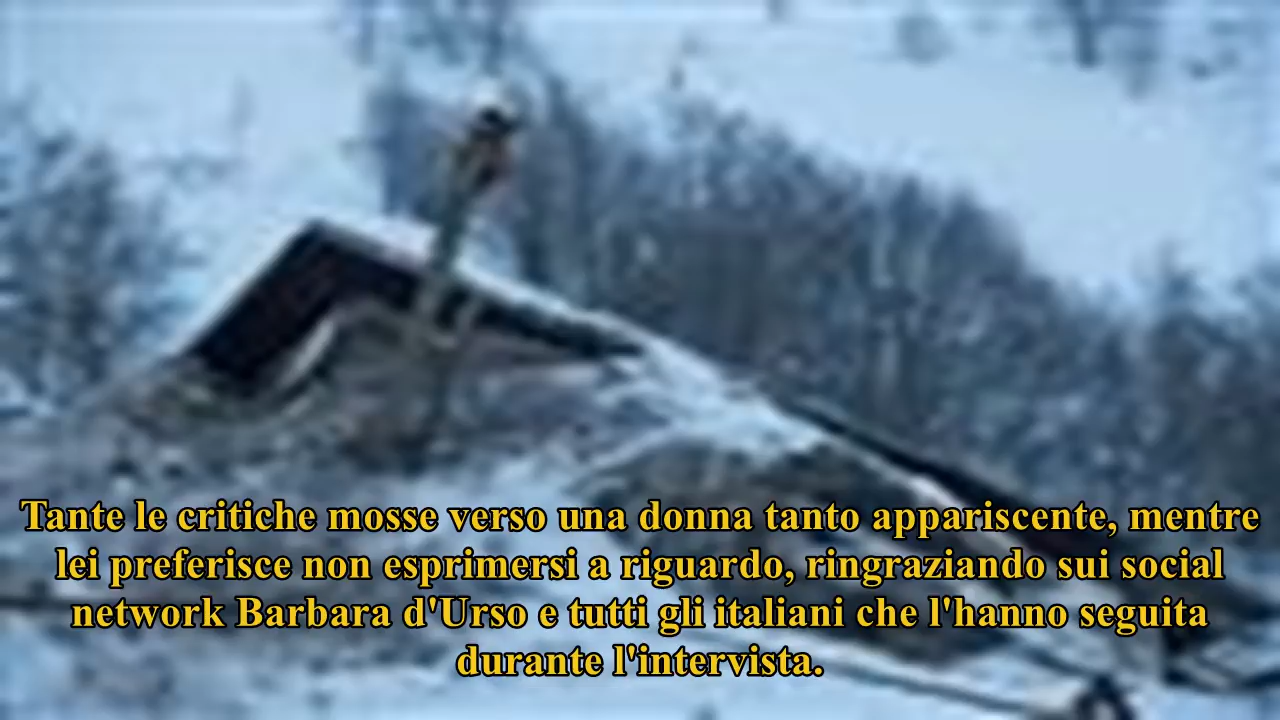 Tante le critiche mosse verso una donna tanto appariscente, mentre
lei preferisce non esprimersi a riguardo, ringraziando sui social
network Barbara d'Urso e tutti gli italiani che l'hanno seguita
durante l'intervista.